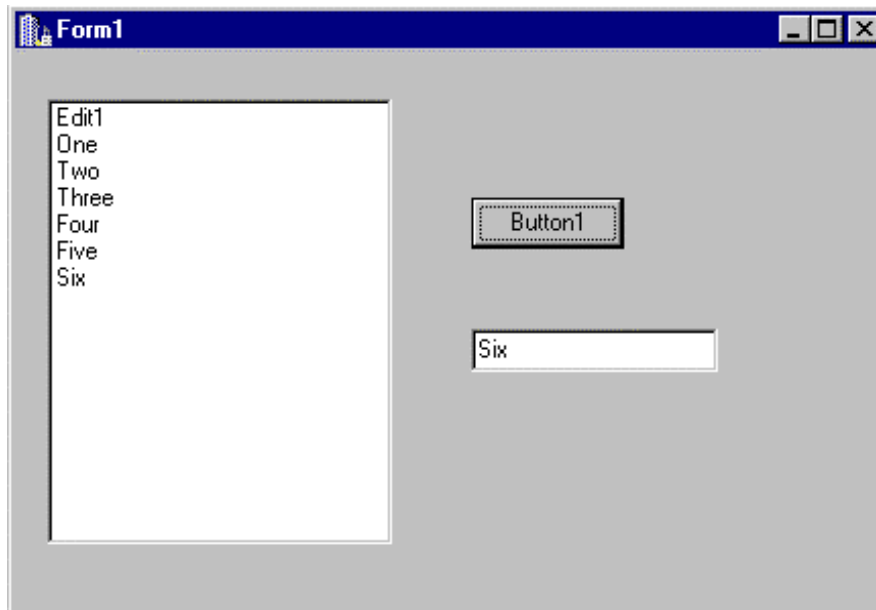 Form1
Edit1
One
Two
Three
Four
Five
Six
Button1
Six